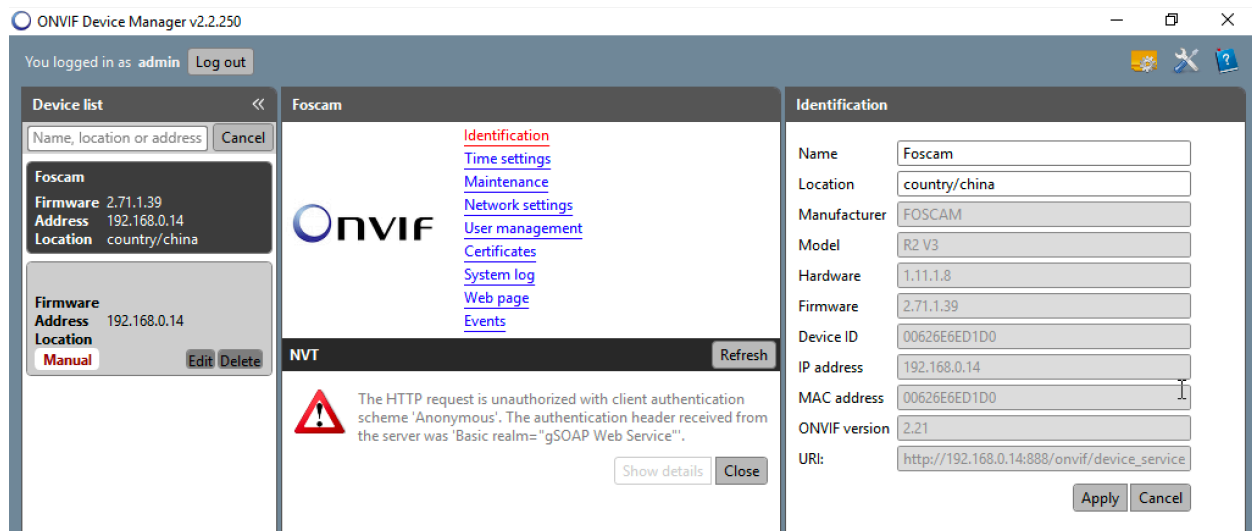 ONVIF Device Manager v2.2.250
You logged in as admin Log out
Device list «
Name, location or address Cancel
Foscam
Firmware 2.71.1.39
Address 192.168.0.14
Location country/china
Firmware
Address 192.168.0.14
Location
Manual Edit Delete
Foscam
ONVIF
Identification
Time settings
Maintenance
Network settings
User management
Certificates
System log
Web page
Events
NVT Refresh
The HTTP request is unauthorized with client authentication
scheme 'Anonymous'. The authentication header received from
the server was 'Basic realm="gSOAP Web Service"'.
Show details Close
Identification
Name Foscam
Location country/china
Manufacturer FOSCAM
Model R2 V3
Hardware 1.11.1.8
Firmware 2.71.1.39
Device ID 00626E6ED1D0
IP address 192.168.0.14
MAC address 00626E6ED1D0
ONVIF version 2.21
URI: http://192.168.0.14:888/onvif/device_service
Apply Cancel